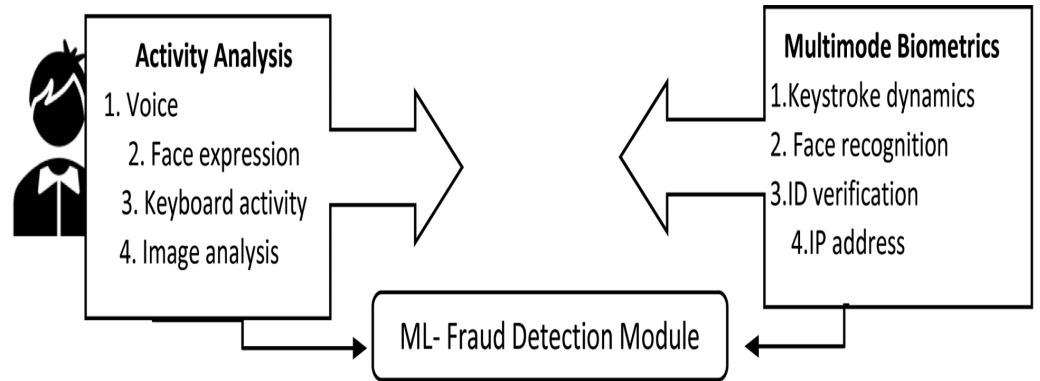 Activity Analysis
1. Voice
2. Face expression
3. Keyboard activity
4. Image analysis
Multimode Biometrics
1.Keystroke dynamics
2. Face recognition
3.ID verification
4.IP address
ML- Fraud Detection Module